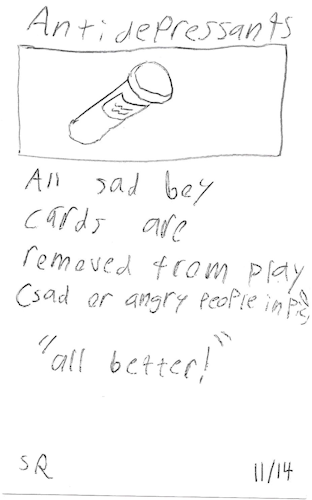 Antidepressants
All sad boy
cards are
removed from play
(sad or angry people in pic)
"all better!"
SR
11/14